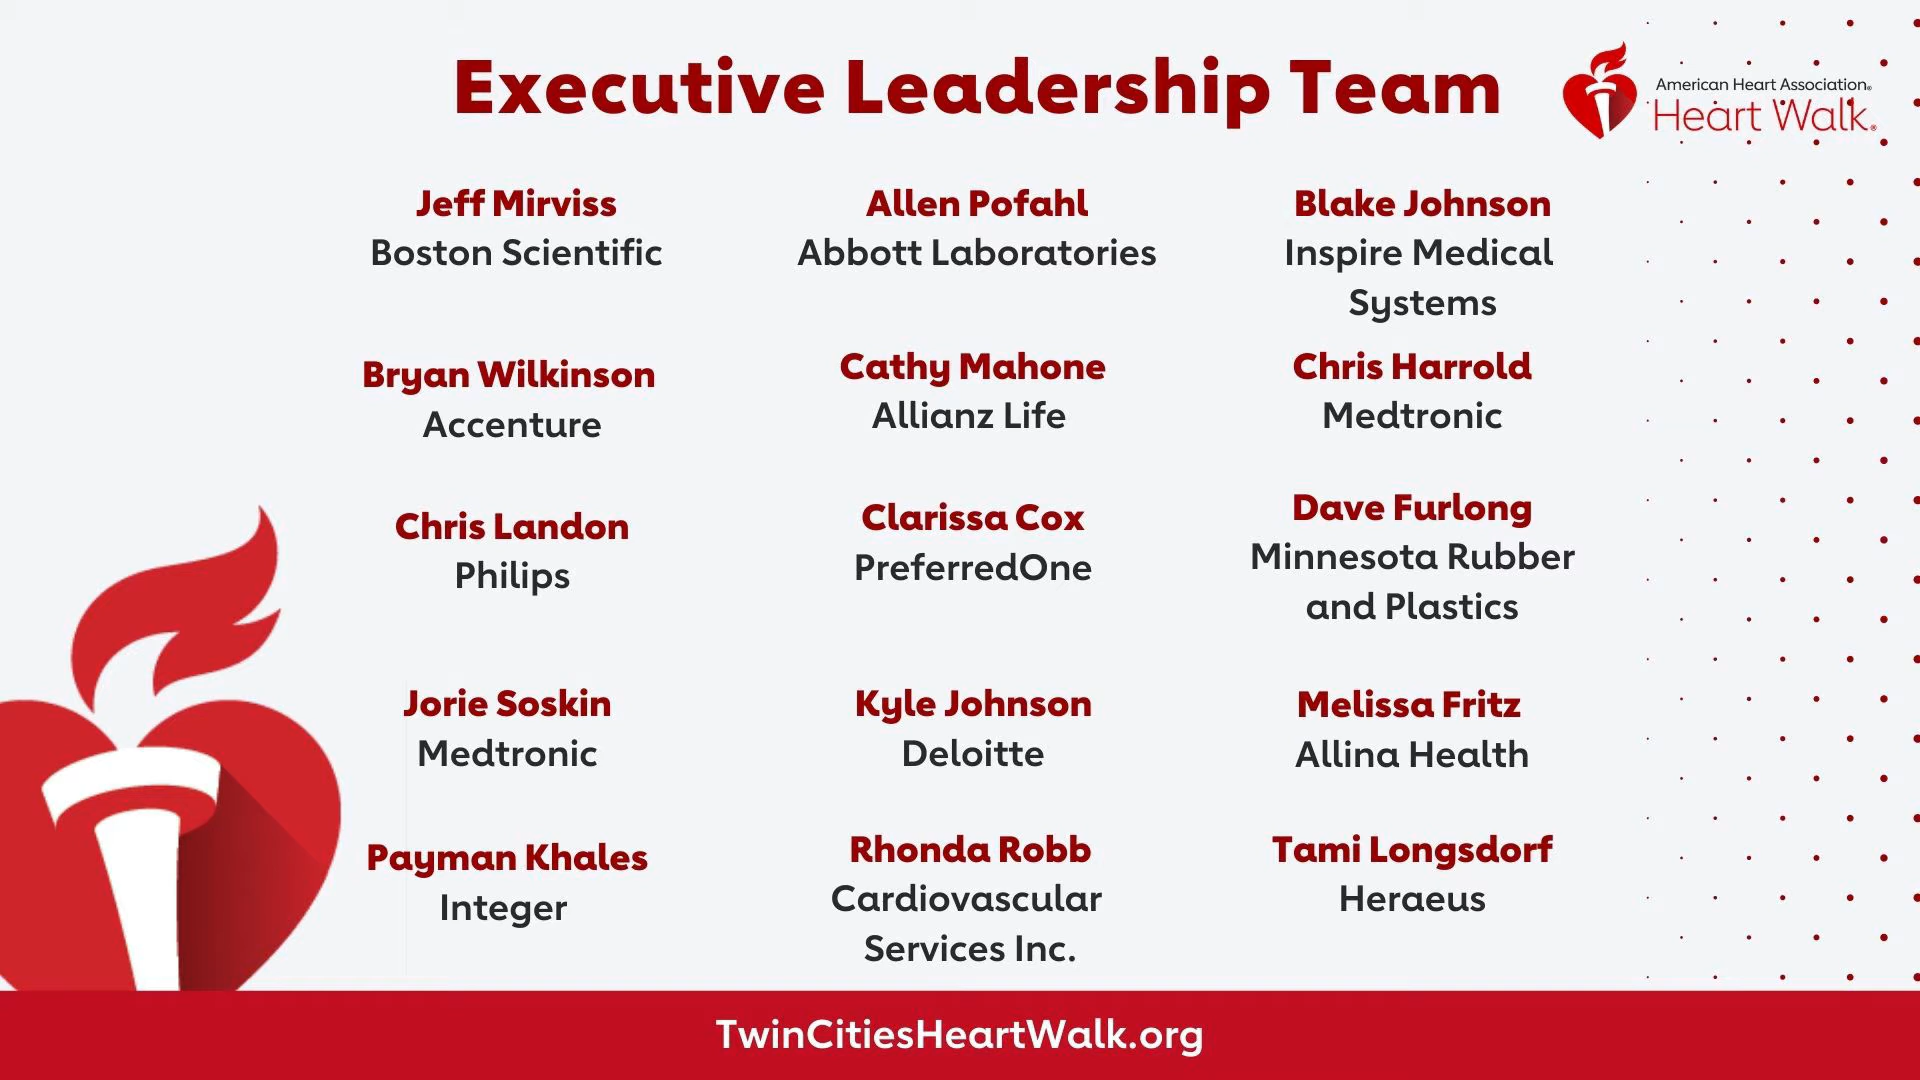 Executive Leadership Team
American Heart Association®
Heart Walk®
Jeff Mirviss
Boston Scientific
Allen Pofahl
Abbott Laboratories
Blake Johnson
Inspire Medical
Systems
Bryan Wilkinson
Accenture
Cathy Mahone
Allianz Life
Chris Harrold
Medtronic
Chris Landon
Philips
Clarissa Cox
PreferredOne
Dave Furlong
Minnesota Rubber
and Plastics
Jorie Soskin
Medtronic
Kyle Johnson
Deloitte
Melissa Fritz
Allina Health
Payman Khales
Integer
Rhonda Robb
Cardiovascular
Services Inc.
Tami Longsdorf
Heraeus
TwinCitiesHeartWalk.org